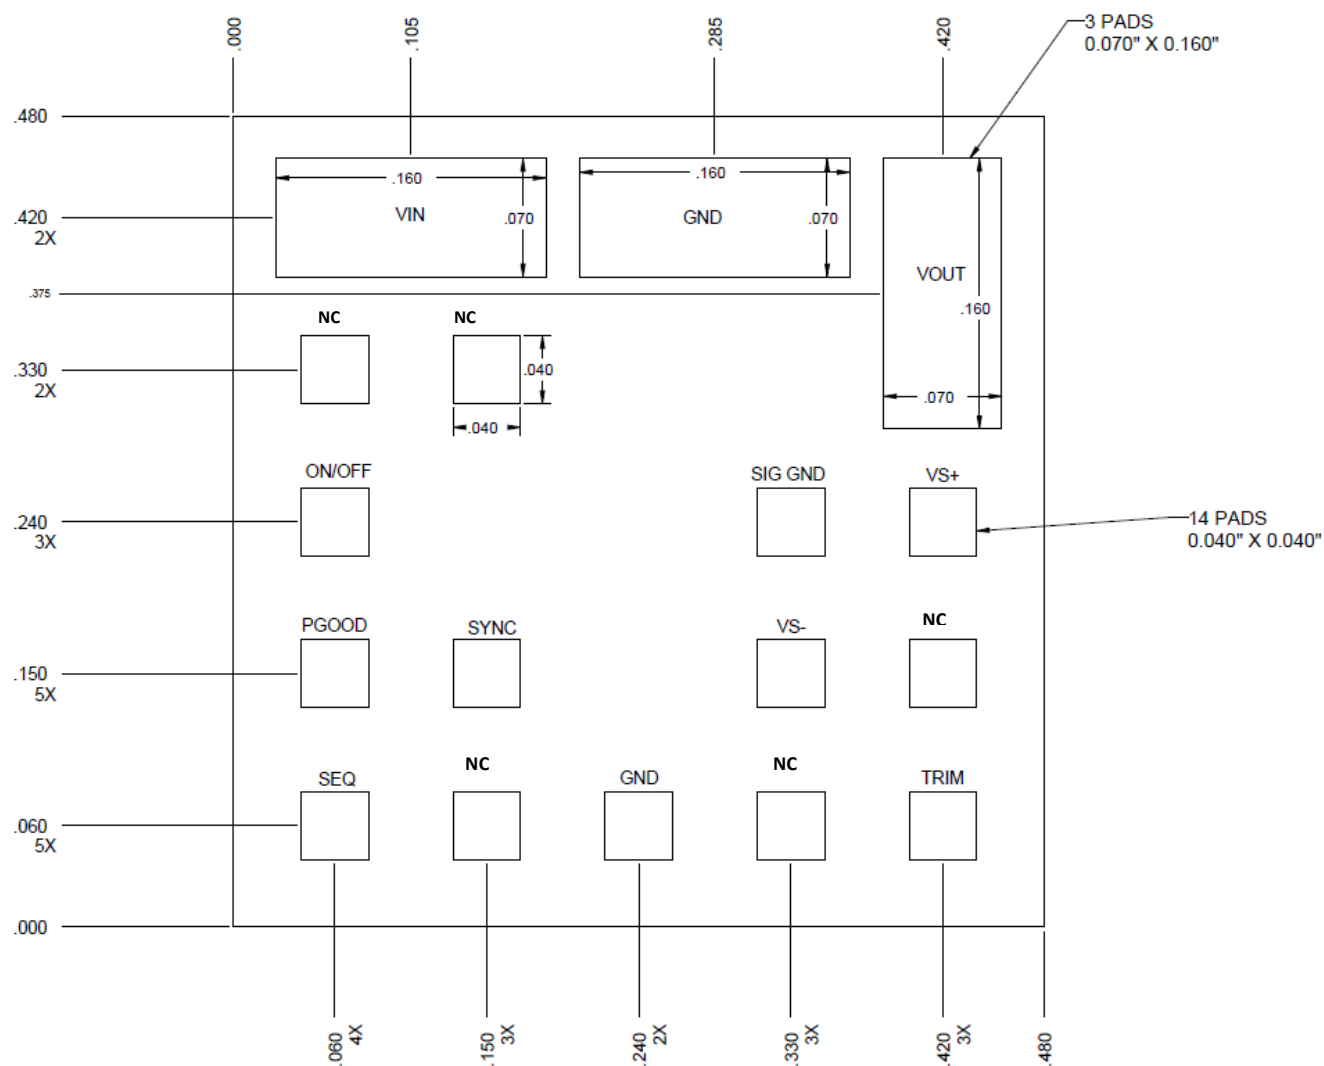 .000
.105
.285
.420
3 PADS
0.070" X 0.160"
.480
.160
.160
.420
2X
VIN
.070
GND
.070
VOUT
.375
.160
NC
NC
.330
2X
.040
.070
.040
ON/OFF
SIG GND
VS+
.240
3X
14 PADS
0.040" X 0.040"
PGOOD
SYNC
VS-
NC
.150
5X
SEQ
NC
GND
NC
TRIM
.060
5X
.000
.060
4X
.150
3X
.240
2X
.330
3X
.420
3X
.480